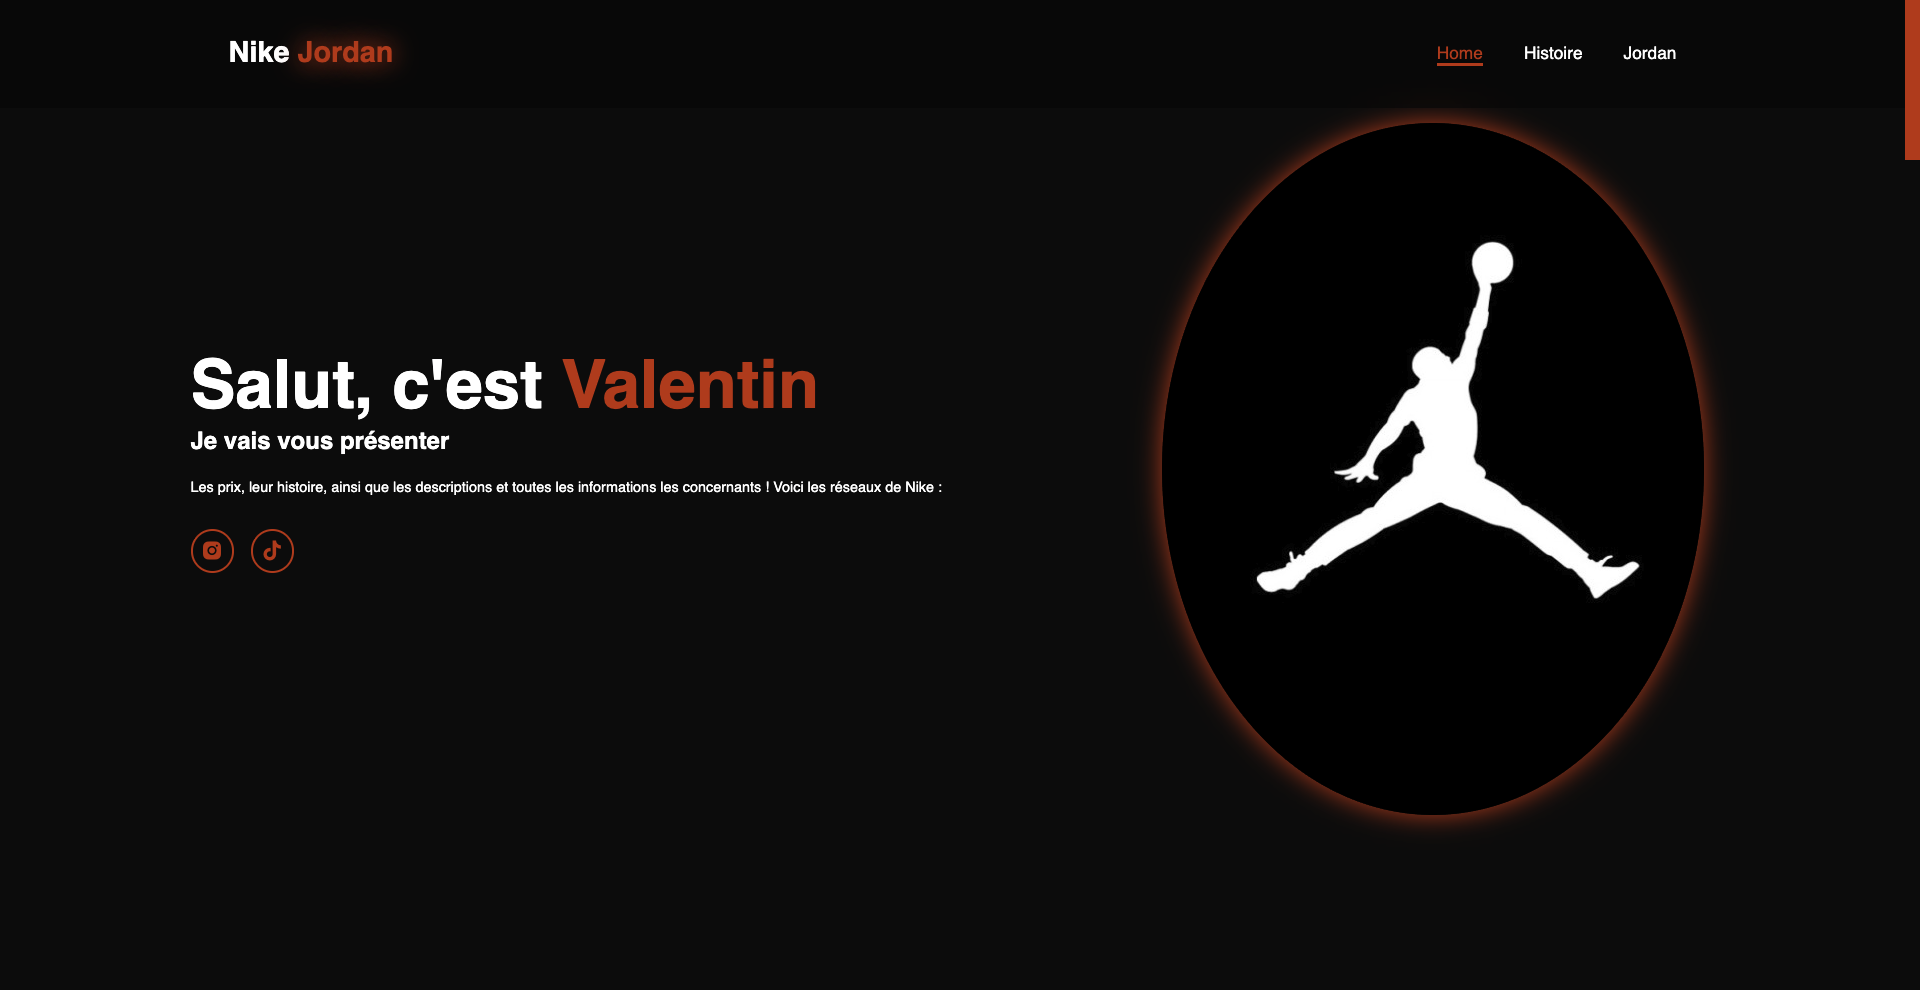 Nike Jordan
Home
Histoire
Jordan
Salut, c'est Valentin
Je vais vous présenter
Les prix, leur histoire, ainsi que les descriptions et toutes les informations les concernants ! Voici les réseaux de Nike :